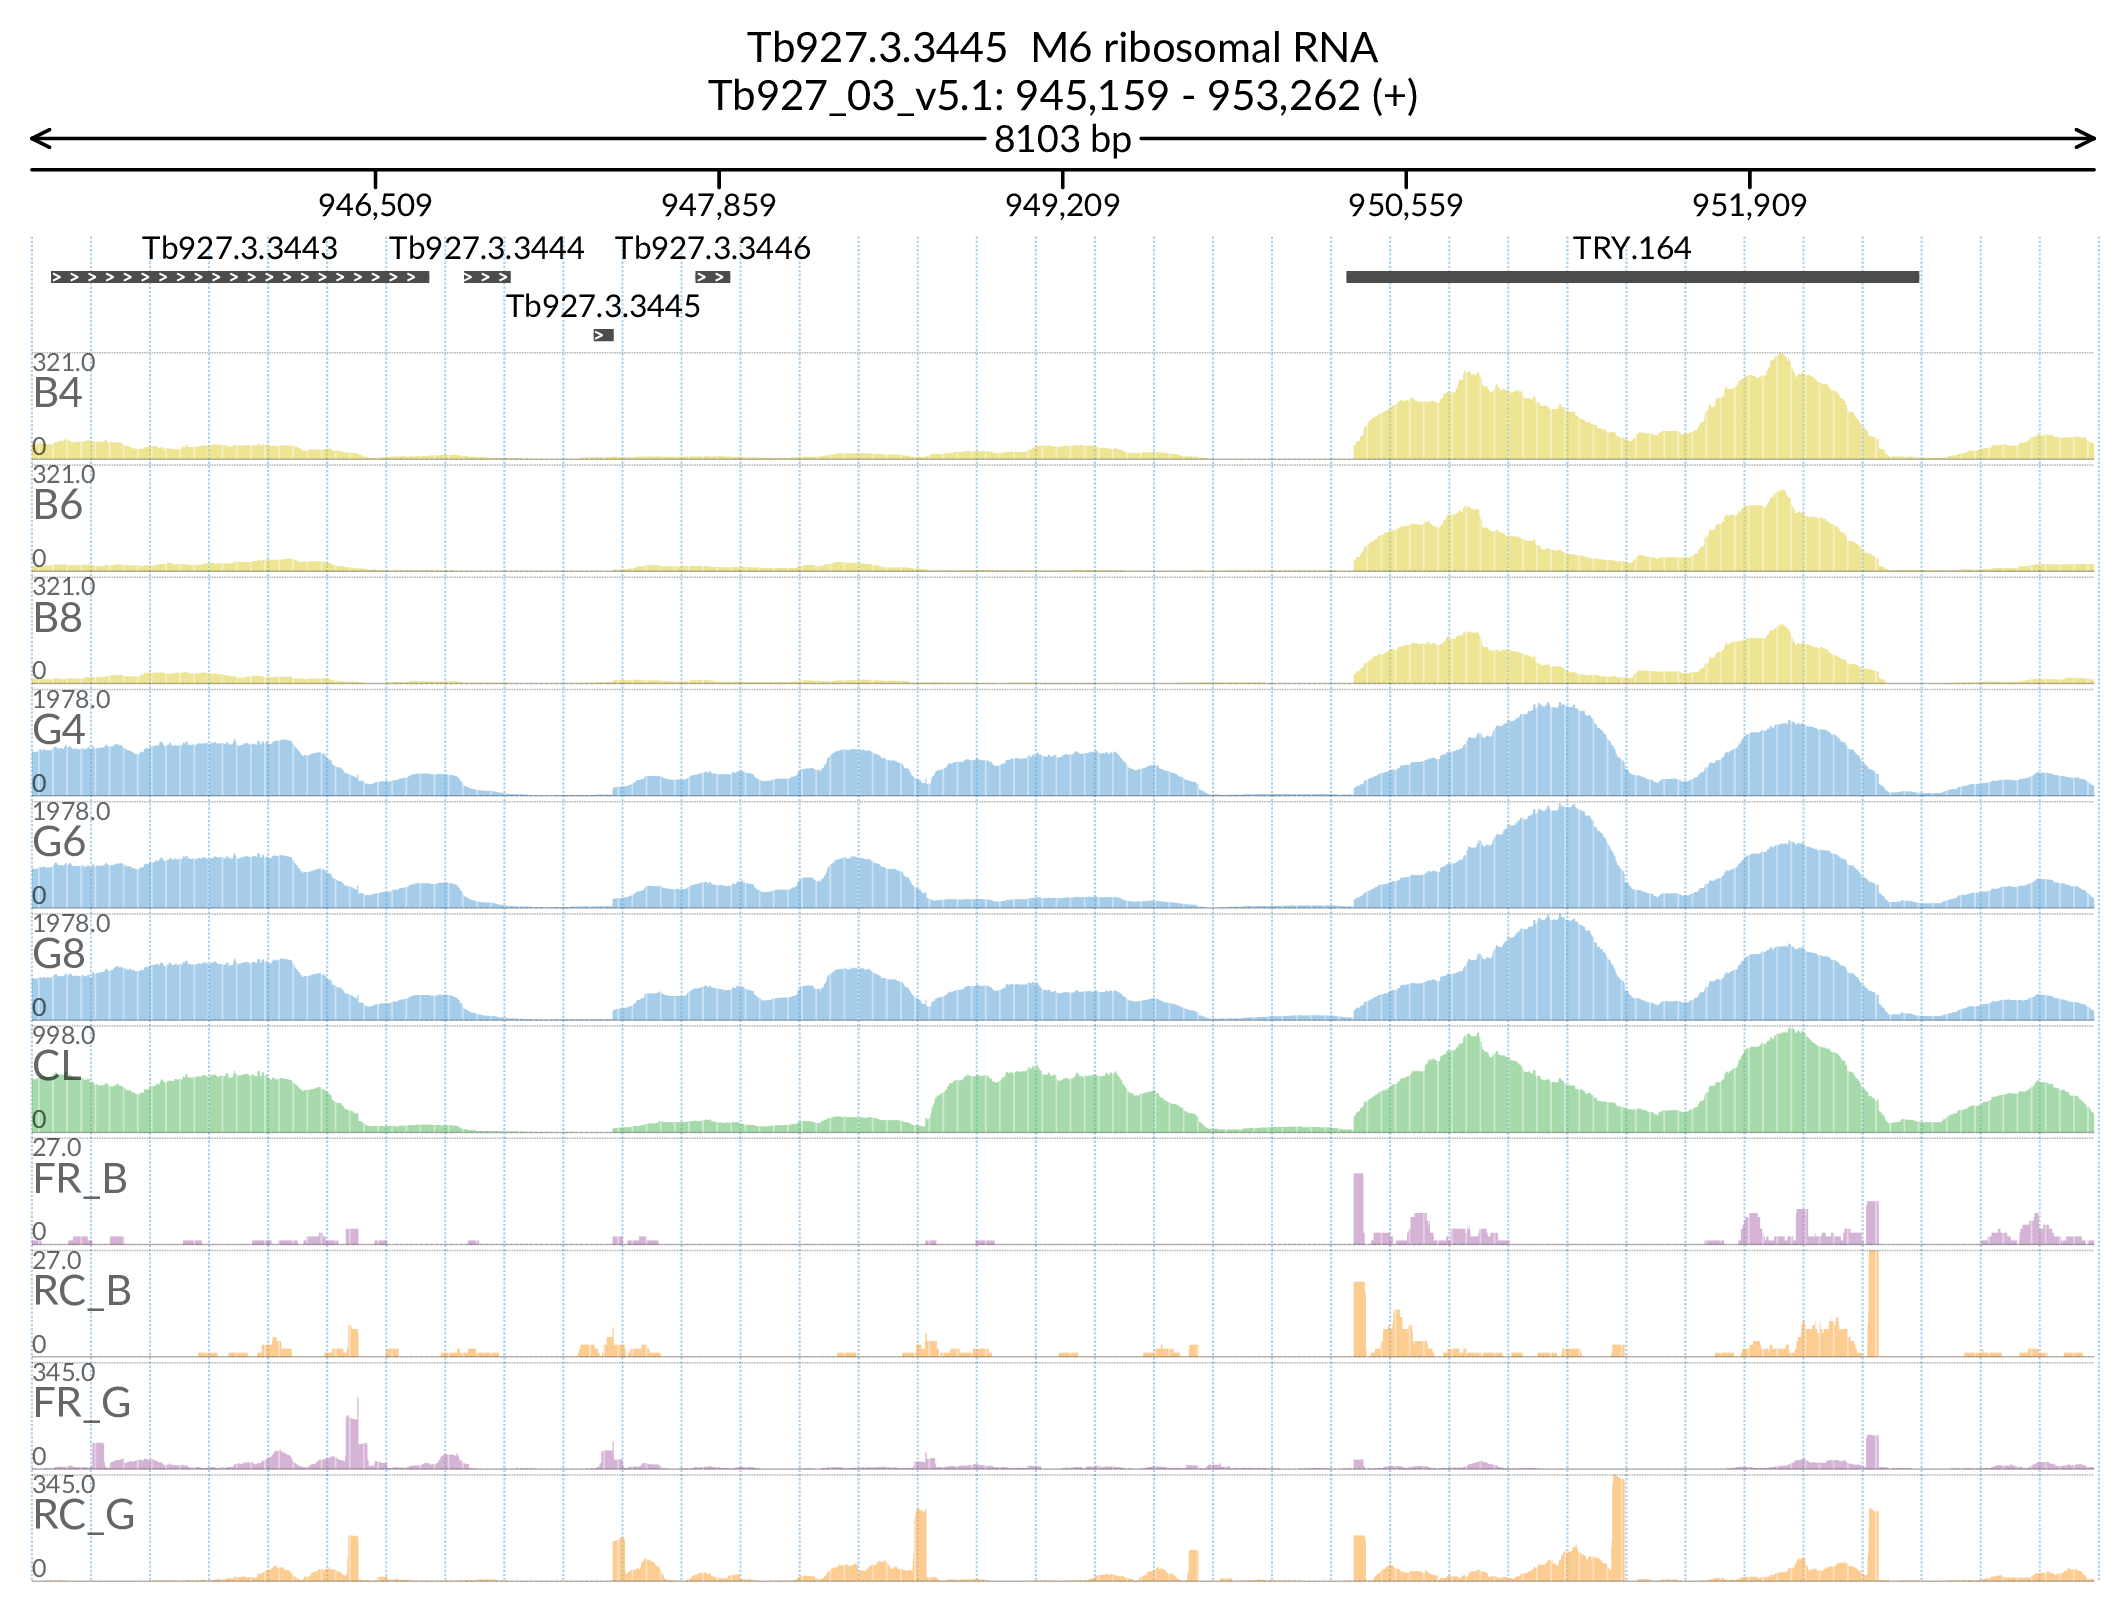 Tb927.3.3445  M6 ribosomal RNA
Tb927_03_v5.1: 945,159 - 953,262 (+)
8103 bp
946,509 947,859 949,209 950,559 951,909
Tb927.3.3443 Tb927.3.3444 Tb927.3.3446 TRY.164
Tb927.3.3445
321.0
B4
0
321.0
B6
0
321.0
B8
0
1978.0
G4
0
1978.0
G6
0
1978.0
G8
0
998.0
CL
0
27.0
FR_B
0
27.0
RC_B
0
345.0
FR_G
0
345.0
RC_G
0